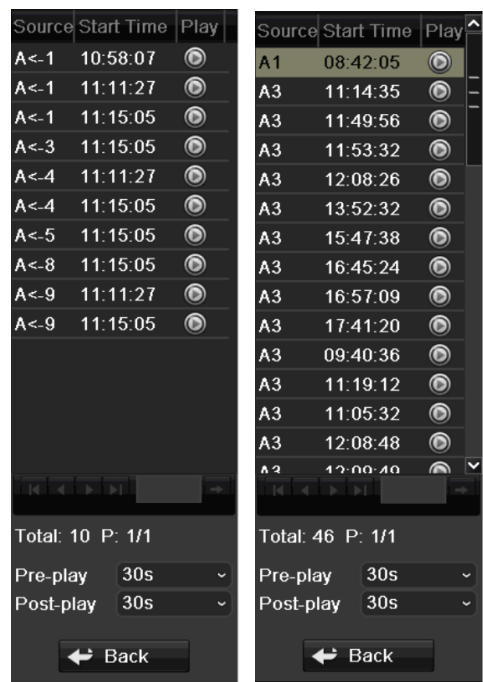 Source Start Time Play
A<-1 10:58:07
A<-1 11:11:27
A<-1 11:15:05
A<-3 11:15:05
A<-4 11:11:27
A<-4 11:15:05
A<-5 11:15:05
A<-8 11:15:05
A<-9 11:11:27
A<-9 11:15:05
Total: 10 P: 1/1
Pre-play 30s
Post-play 30s
Back
Source Start Time Play
A1 08:42:05
A3 11:14:35
A3 11:49:56
A3 11:53:32
A3 12:08:26
A3 13:52:32
A3 15:47:38
A3 16:45:24
A3 16:57:09
A3 17:41:20
A3 09:40:36
A3 11:19:12
A3 11:05:32
A3 12:08:48
A3 12:09:49
Total: 46 P: 1/1
Pre-play 30s
Post-play 30s
Back